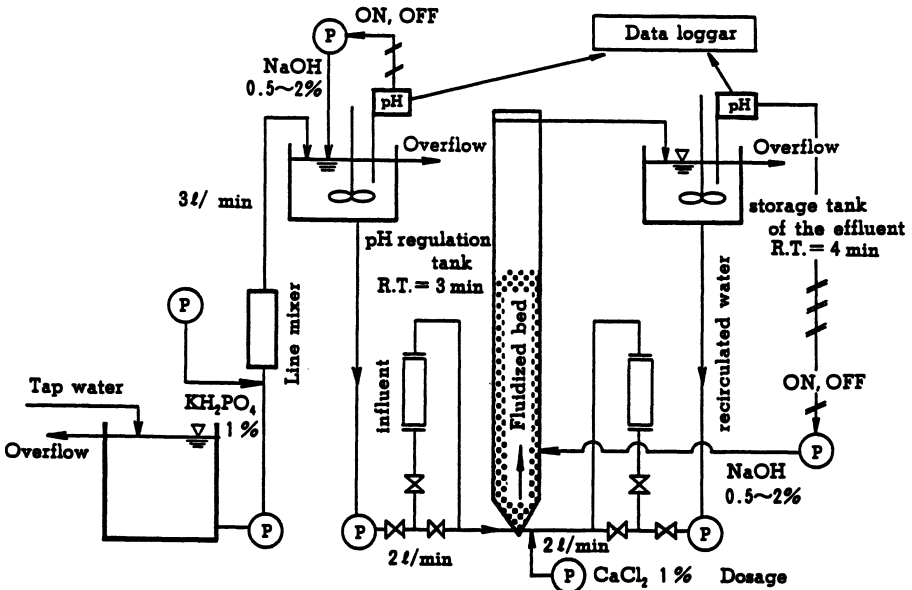 ON, OFF
P
Data loggar
NaOH
0.5~2%
pH
pH
Overflow
Overflow
3ℓ/ min
storage tank
of the effluent
R.T.= 4 min
pH regulation
tank
R.T.= 3 min
P
Line mixer
Fluidized bed
recirculated water
influent
Tap water
KH₂PO₄
1%
ON, OFF
Overflow
P
NaOH
0.5~2%
P
P
P
2ℓ/min
2ℓ/min
P
CaCl₂ 1% Dosage